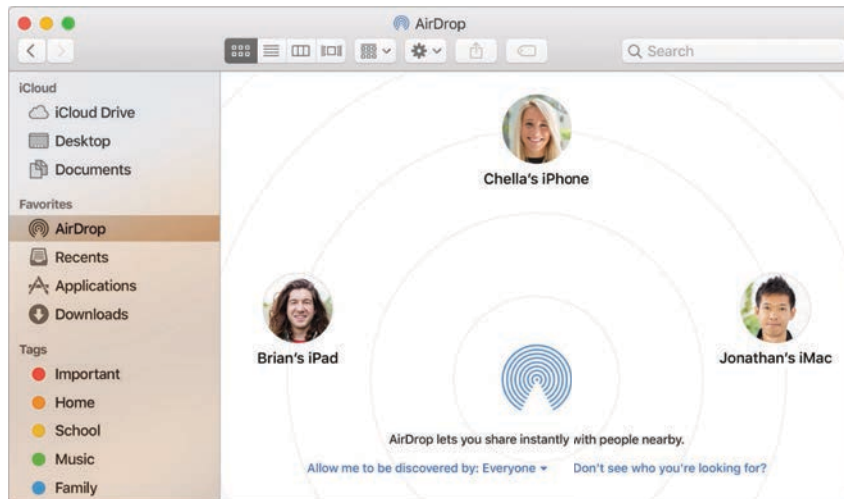 AirDrop
Search
iCloud
iCloud Drive
Desktop
Documents
Favorites
AirDrop
Recents
Applications
Downloads
Tags
Important
Home
School
Music
Family
Chella's iPhone
Brian's iPad
Jonathan's iMac
AirDrop lets you share instantly with people nearby.
Allow me to be discovered by: Everyone Don't see who you're looking for?